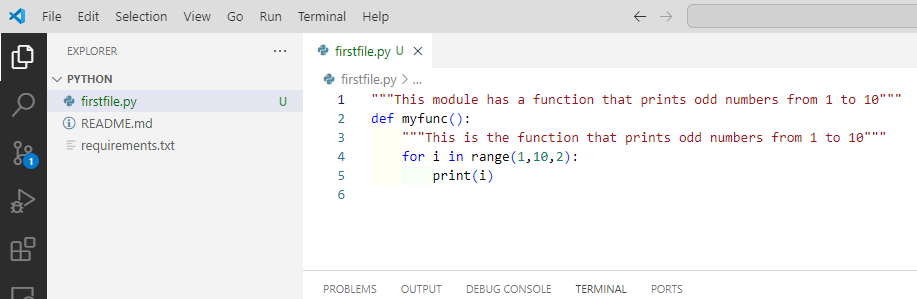 File Edit Selection View Go Run Terminal Help
EXPLORER ...
PYTHON
firstfile.py U
README.md
requirements.txt
1
firstfile.py U
firstfile.py > ...
1 """This module has a function that prints odd numbers from 1 to 10"""
2 def myfunc():
3     """This is the function that prints odd numbers from 1 to 10"""
4     for i in range(1,10,2):
5         print(i)
6
PROBLEMS OUTPUT DEBUG CONSOLE TERMINAL PORTS